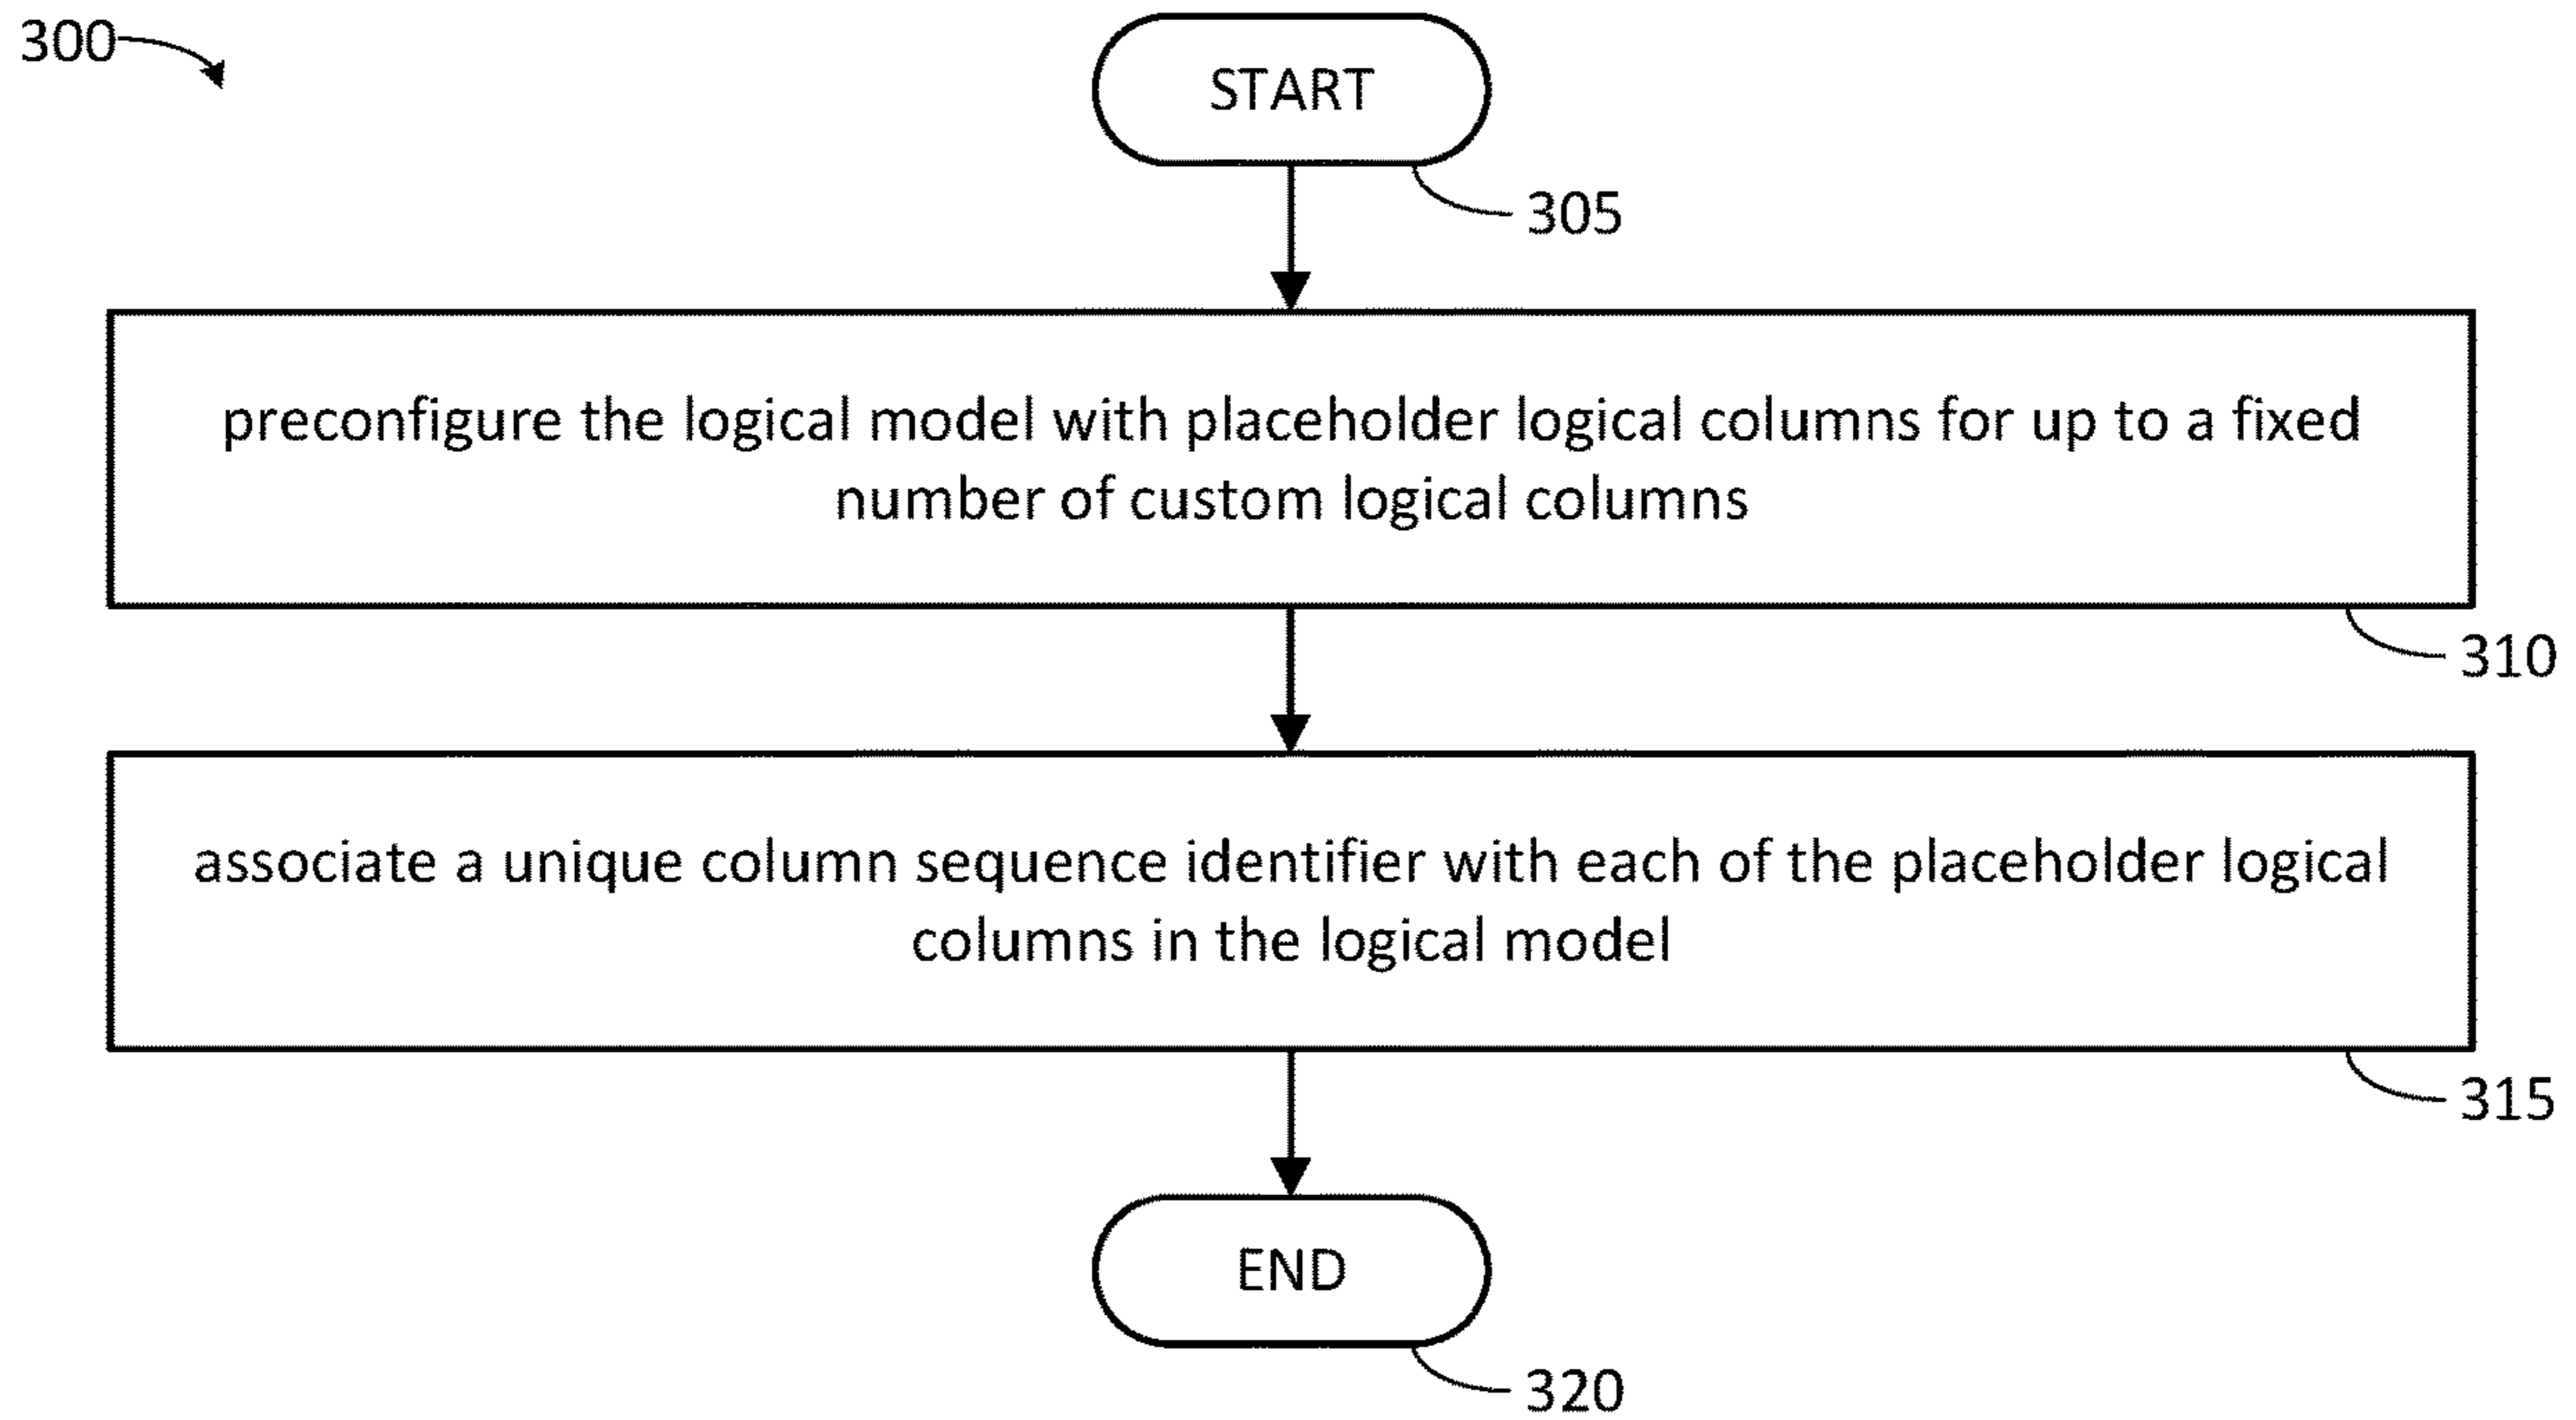 300
START
305
preconfigure the logical model with placeholder logical columns for up to a fixed
number of custom logical columns
310
associate a unique column sequence identifier with each of the placeholder logical
columns in the logical model
315
END
320